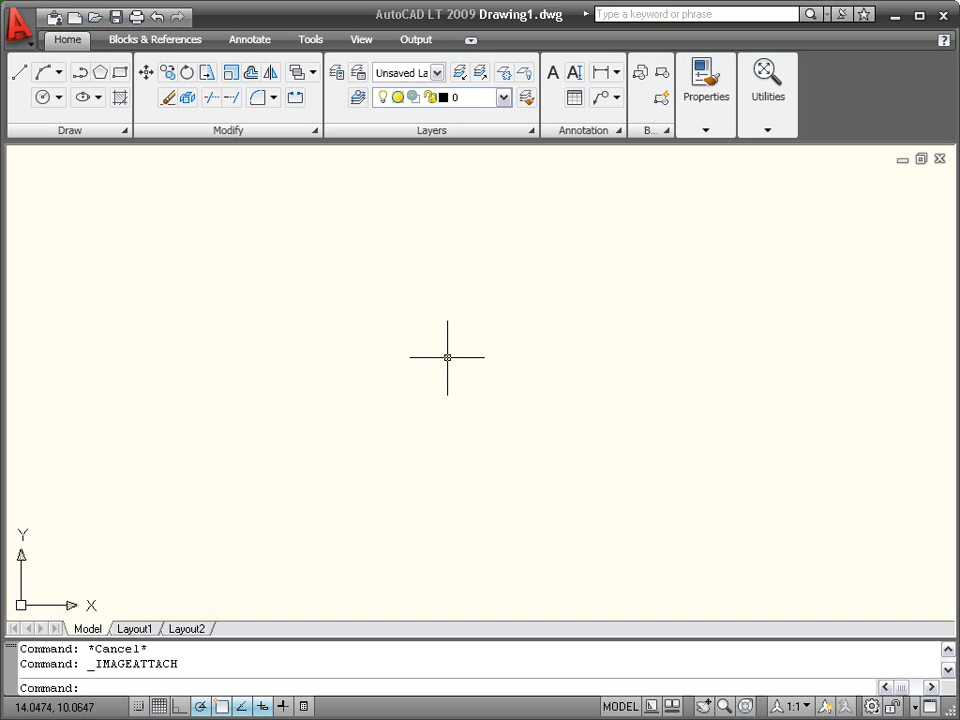 AutoCAD LT 2009 Drawing1.dwg
Type a keyword or phrase
Home Blocks & References Annotate Tools View Output
Unsaved La
A A
0
Properties
Utilities
Draw
Modify
Layers
Annotation
B...
Y
X
Model Layout1 Layout2
Command: *Cancel*
Command: _IMAGEATTACH
Command:
14.0474, 10.0647
MODEL
1:1